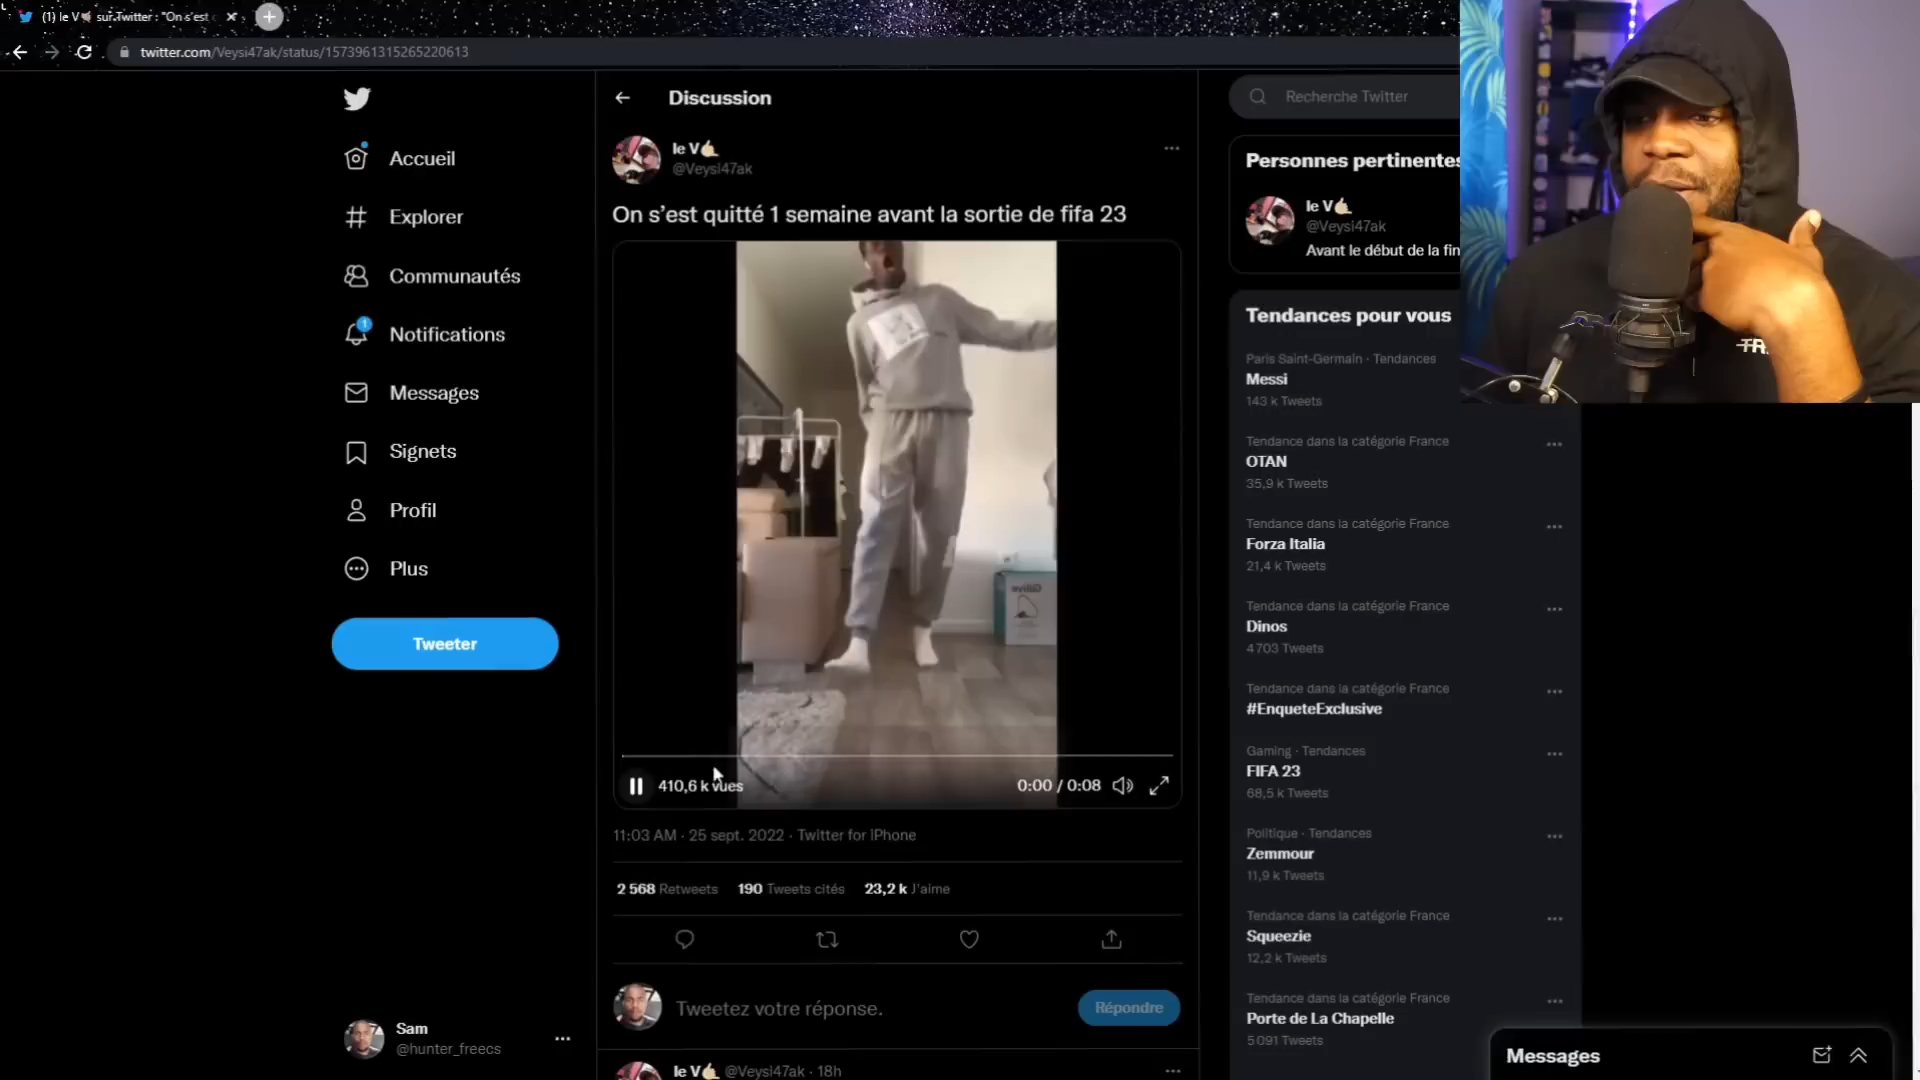 (1) le V sur Twitter : "On s'est
twitter.com/Veysi47ak/status/1573961315265220613
Accueil
Explorer
Communautés
1
Notifications
Messages
Signets
Profil
Plus
Tweeter
Sam
@hunter_freecs
Discussion
le V🤙🏻
@Veysi47ak
On s’est quitté 1 semaine avant la sortie de fifa 23
410,6 k vues
0:00 / 0:08
11:03 AM · 25 sept. 2022 · Twitter for iPhone
2 568 Retweets 190 Tweets cités 23,2 k J'aime
Tweetez votre réponse.
Répondre
le V🤙🏻 @Veysi47ak · 18h
Recherche Twitter
Personnes pertinentes
le V🤙🏻
@Veysi47ak
Avant le début de la fin
Tendances pour vous
Paris Saint-Germain · Tendances
Messi
143 k Tweets
Tendance dans la catégorie France
OTAN
35,9k Tweets
Tendance dans la catégorie France
Forza Italia
21,4 k Tweets
Tendance dans la catégorie France
Dinos
4 703 Tweets
Tendance dans la catégorie France
#EnqueteExclusive
Gaming · Tendances
FIFA 23
68,5 k Tweets
Politique · Tendances
Zemmour
11,9 k Tweets
Tendance dans la catégorie France
Squeezie
12,2 k Tweets
Tendance dans la catégorie France
Porte de La Chapelle
5 091 Tweets
Messages